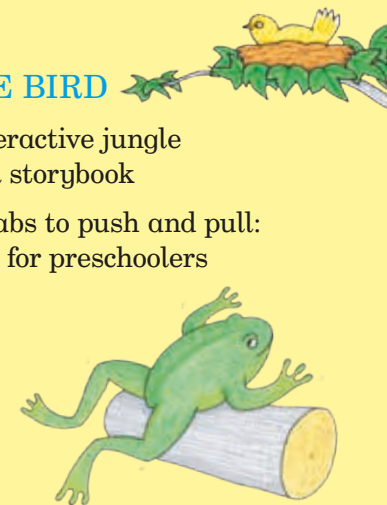 E BIRD
eractive jungle
storybook
abs to push and pull:
for preschoolers